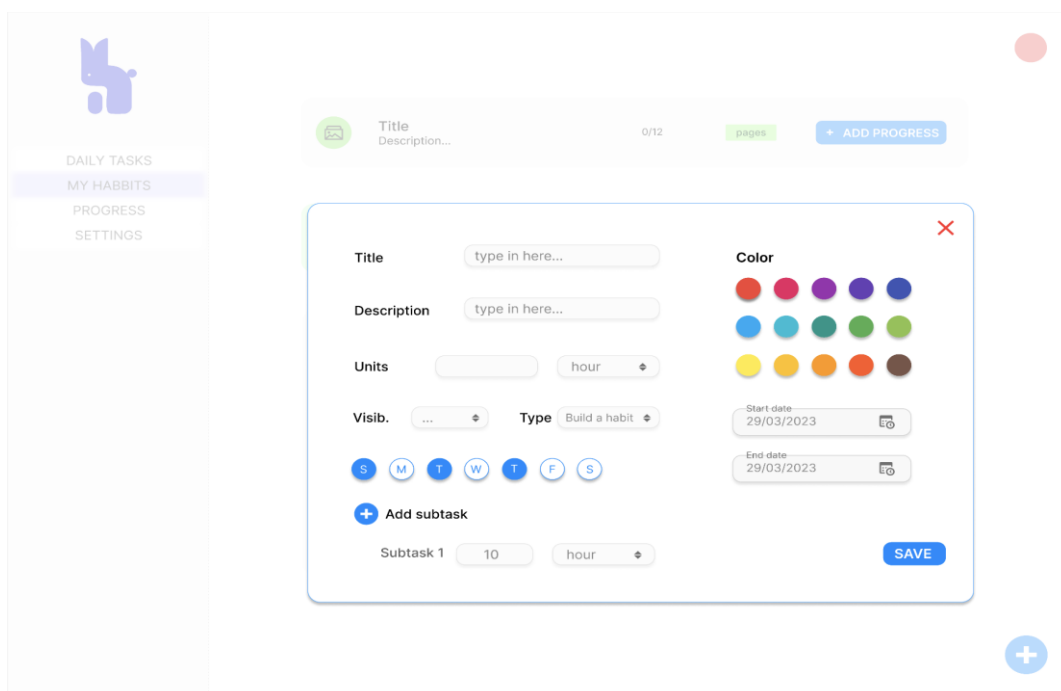 DAILY TASKS
MY HABBITS
PROGRESS
SETTINGS
Title
Description...
0/12
pages
+ ADD PROGRESS
Title
type in here...
Description
type in here...
Units
hour
Visib.
...
Type
Build a habit
S M T W T F S
Add subtask
Subtask 1
10
hour
Color
Start date
29/03/2023
End date
29/03/2023
SAVE